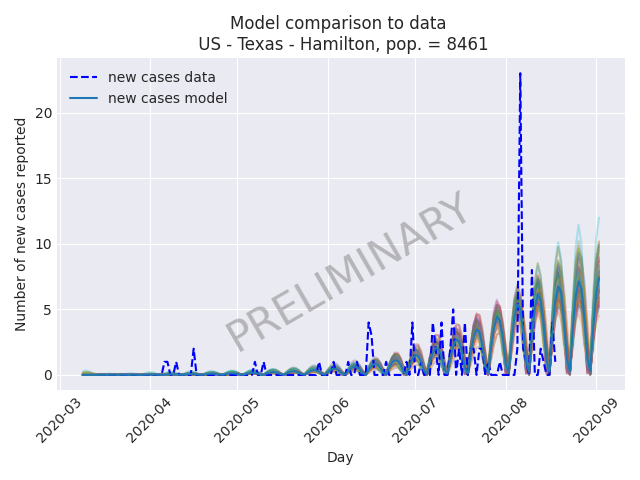 Model comparison to data
US - Texas - Hamilton, pop. = 8461
new cases data
new cases model
Number of new cases reported
20
15
10
5
0
PRELIMINARY
2020-03
2020-04
2020-05
2020-06
2020-07
2020-08
2020-09
Day